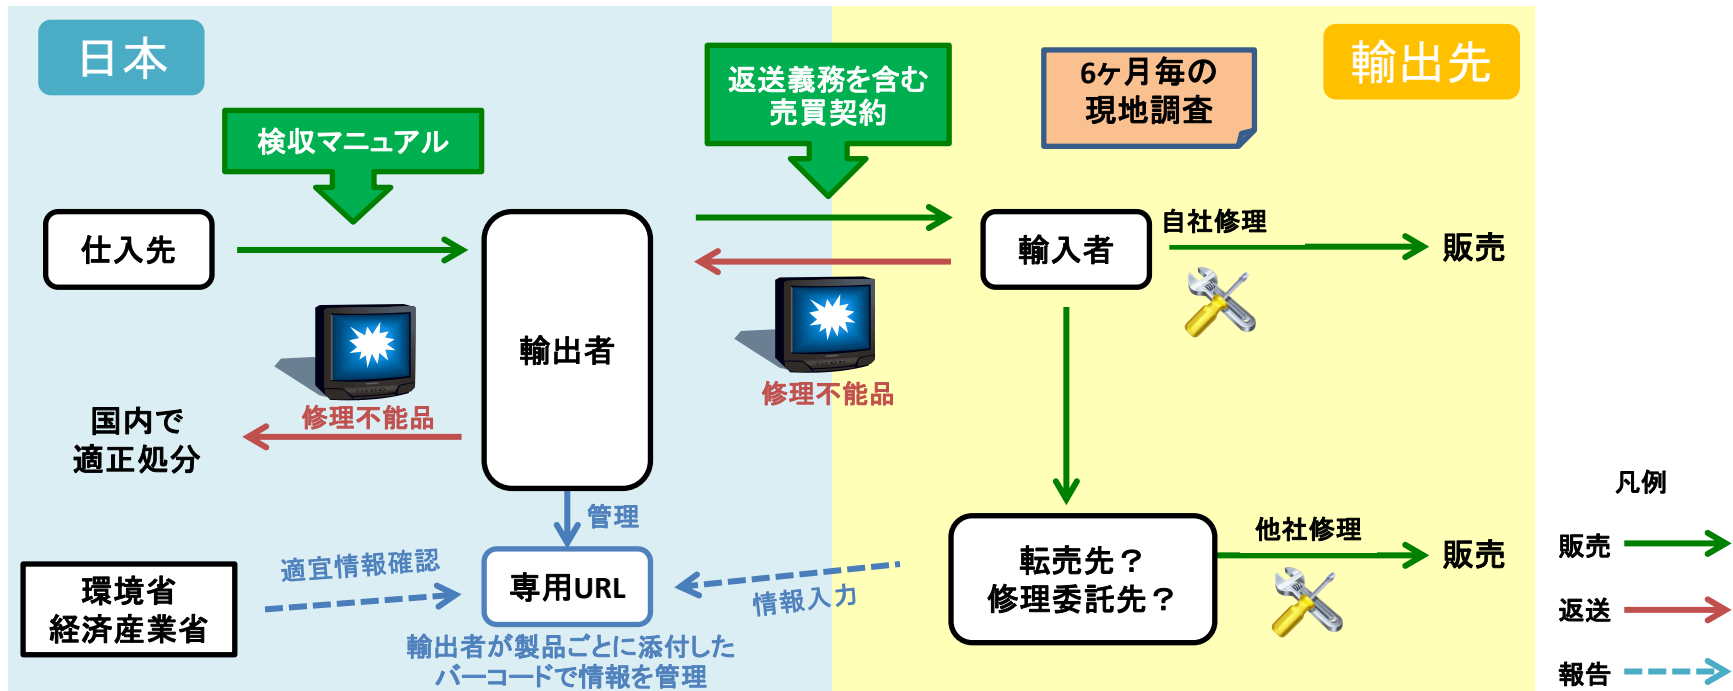 日本
輸出先
検収マニュアル
返送義務を含む
売買契約
6ヶ月毎の
現地調査
仕入先
輸出者
輸入者
自社修理
販売
修理不能品
修理不能品
国内で
適正処分
管理
適宜情報確認
環境省
経済産業省
専用URL
情報入力
転売先？
修理委託先？
他社修理
販売
輸出者が製品ごとに添付した
バーコードで情報を管理
凡例
販売
返送
報告